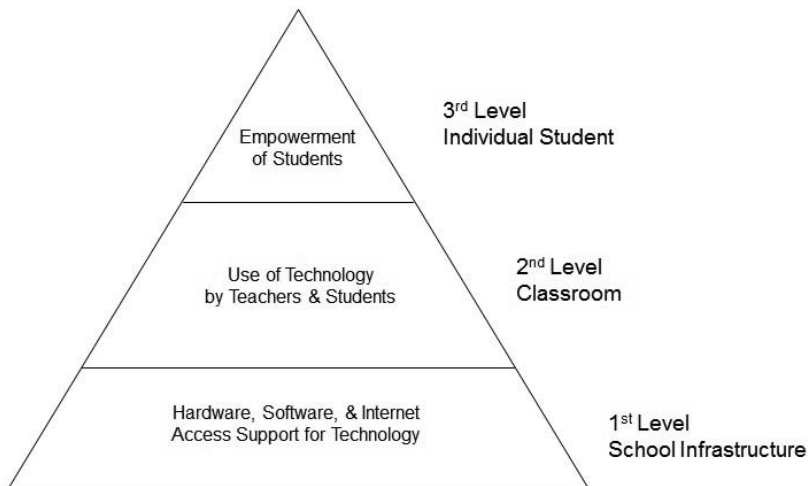 Empowerment
of Students
3rd Level
Individual Student
Use of Technology
by Teachers & Students
2nd Level
Classroom
Hardware, Software, & Internet
Access Support for Technology
1st Level
School Infrastructure